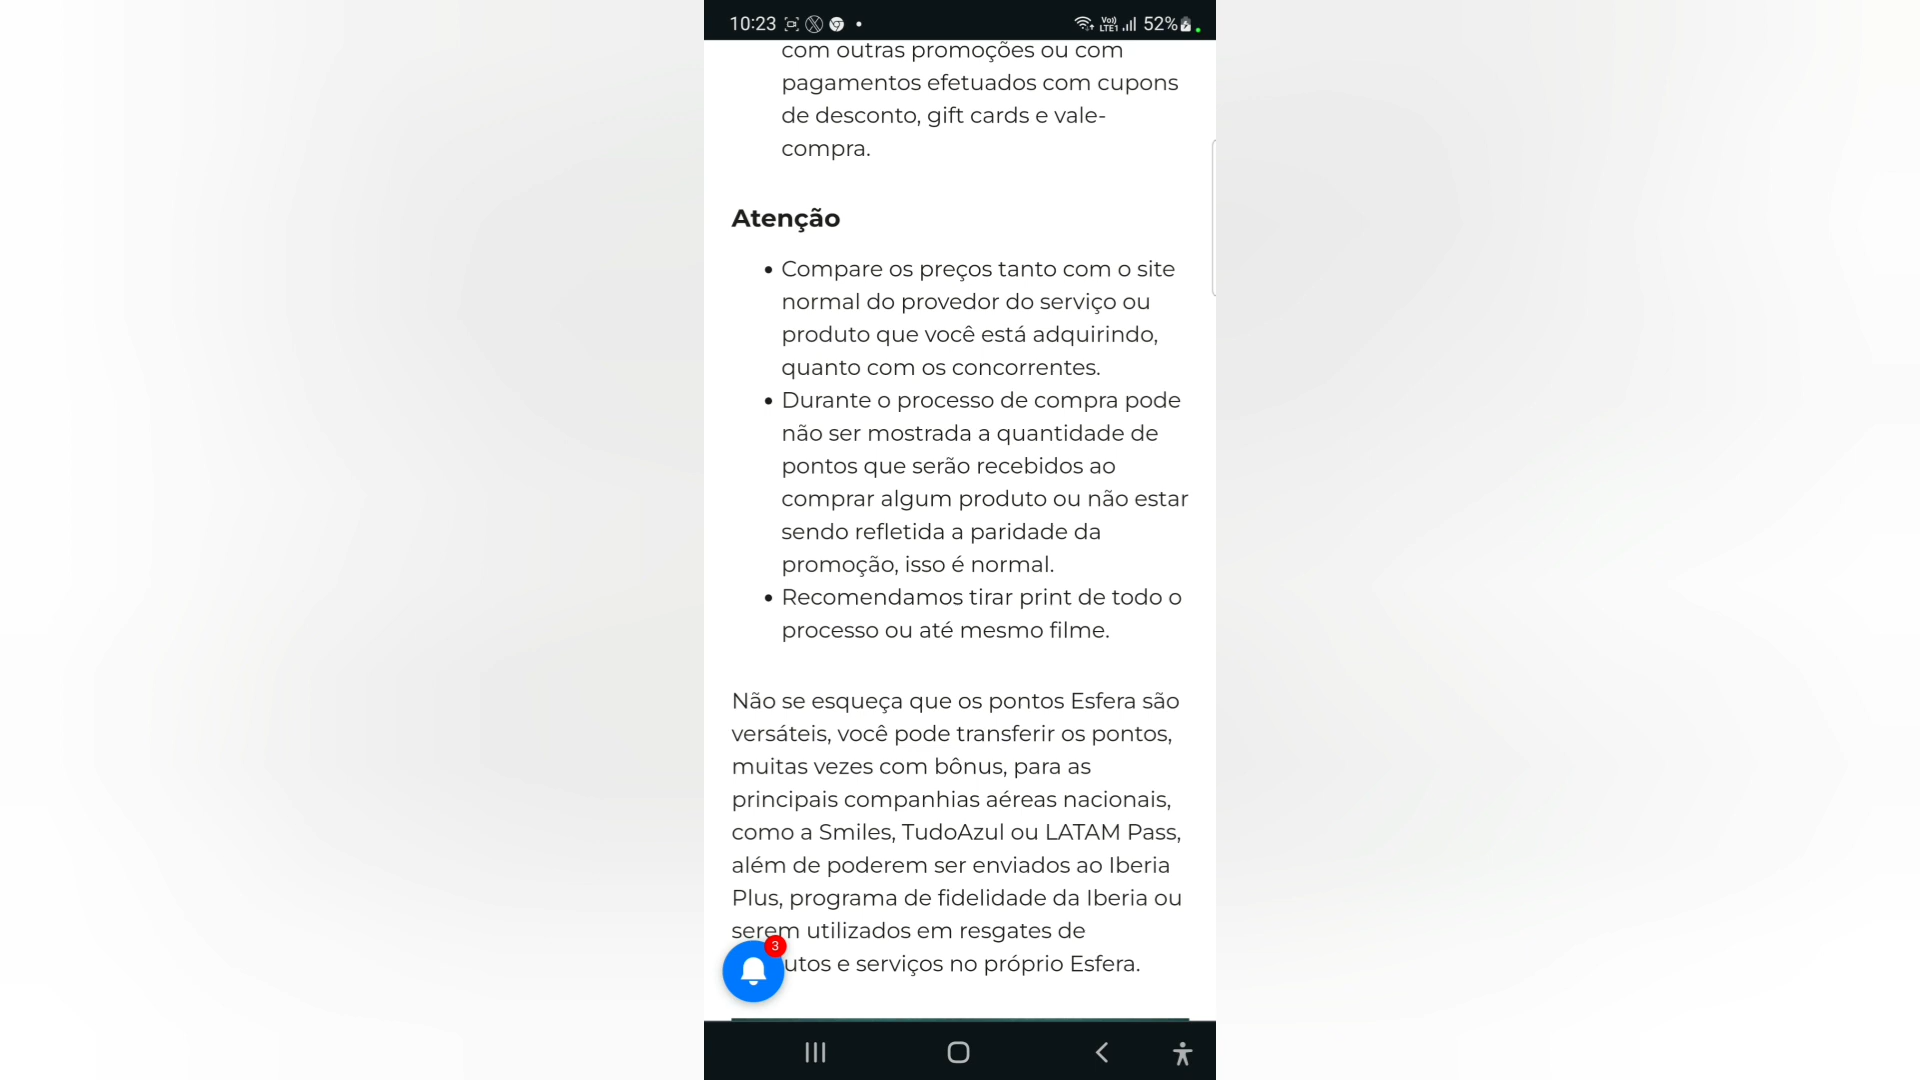 10:23
Vo))
LTE1
52%
com outras promoções ou com
pagamentos efetuados com cupons
de desconto, gift cards e vale-
compra.
Atenção
• Compare os preços tanto com o site
normal do provedor do serviço ou
produto que você está adquirindo,
quanto com os concorrentes.
• Durante o processo de compra pode
não ser mostrada a quantidade de
pontos que serão recebidos ao
comprar algum produto ou não estar
sendo refletida a paridade da
promoção, isso é normal.
• Recomendamos tirar print de todo o
processo ou até mesmo filme.
Não se esqueça que os pontos Esfera são
versáteis, você pode transferir os pontos,
muitas vezes com bônus, para as
principais companhias aéreas nacionais,
como a Smiles, TudoAzul ou LATAM Pass,
além de poderem ser enviados ao Iberia
Plus, programa de fidelidade da Iberia ou
serem utilizados em resgates de
utos e serviços no próprio Esfera.
3